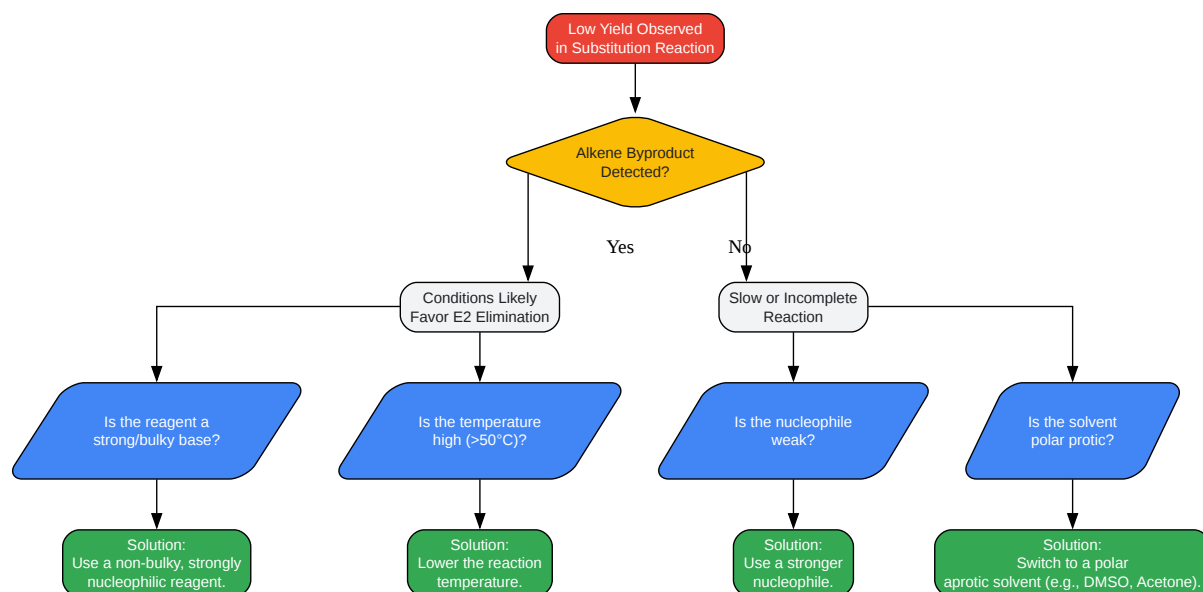 Low Yield Observed
in Substitution Reaction
Alkene Byproduct
Detected?
Yes
No
Conditions Likely
Favor E2 Elimination
Slow or Incomplete
Reaction
Is the reagent a
strong/bulky base?
Is the temperature
high (>50°C)?
Is the nucleophile
weak?
Is the solvent
polar protic?
Solution:
Use a non-bulky, strongly
nucleophilic reagent.
Solution:
Lower the reaction
temperature.
Solution:
Use a stronger
nucleophile.
Solution:
Switch to a polar
aprotic solvent (e.g., DMSO, Acetone).